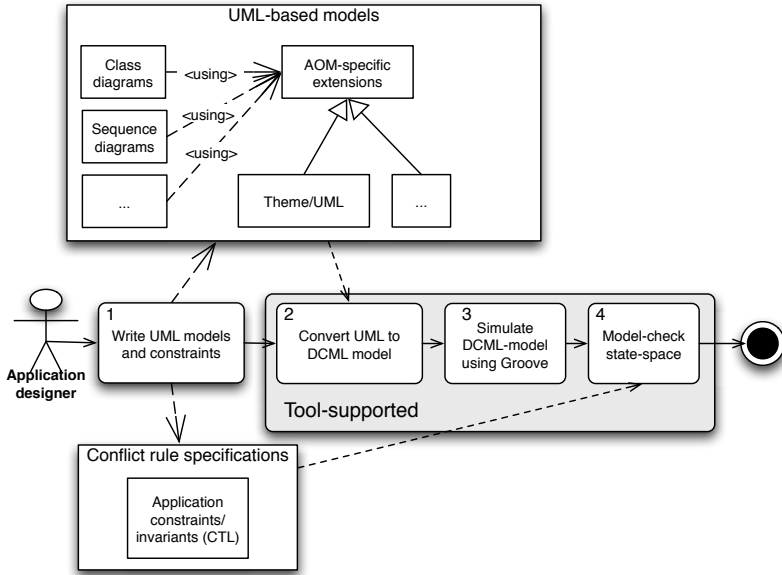 UML-based models
Class
diagrams
<using>
AOM-specific
extensions
Sequence
diagrams
<using>
<using>
...
Theme/UML
...
1
Write UML models
and constraints
2
Convert UML to
DCML model
3
Simulate
DCML-model
using Groove
4
Model-check
state-space
Application
designer
Tool-supported
Conflict rule specifications
Application
constraints/
invariants (CTL)